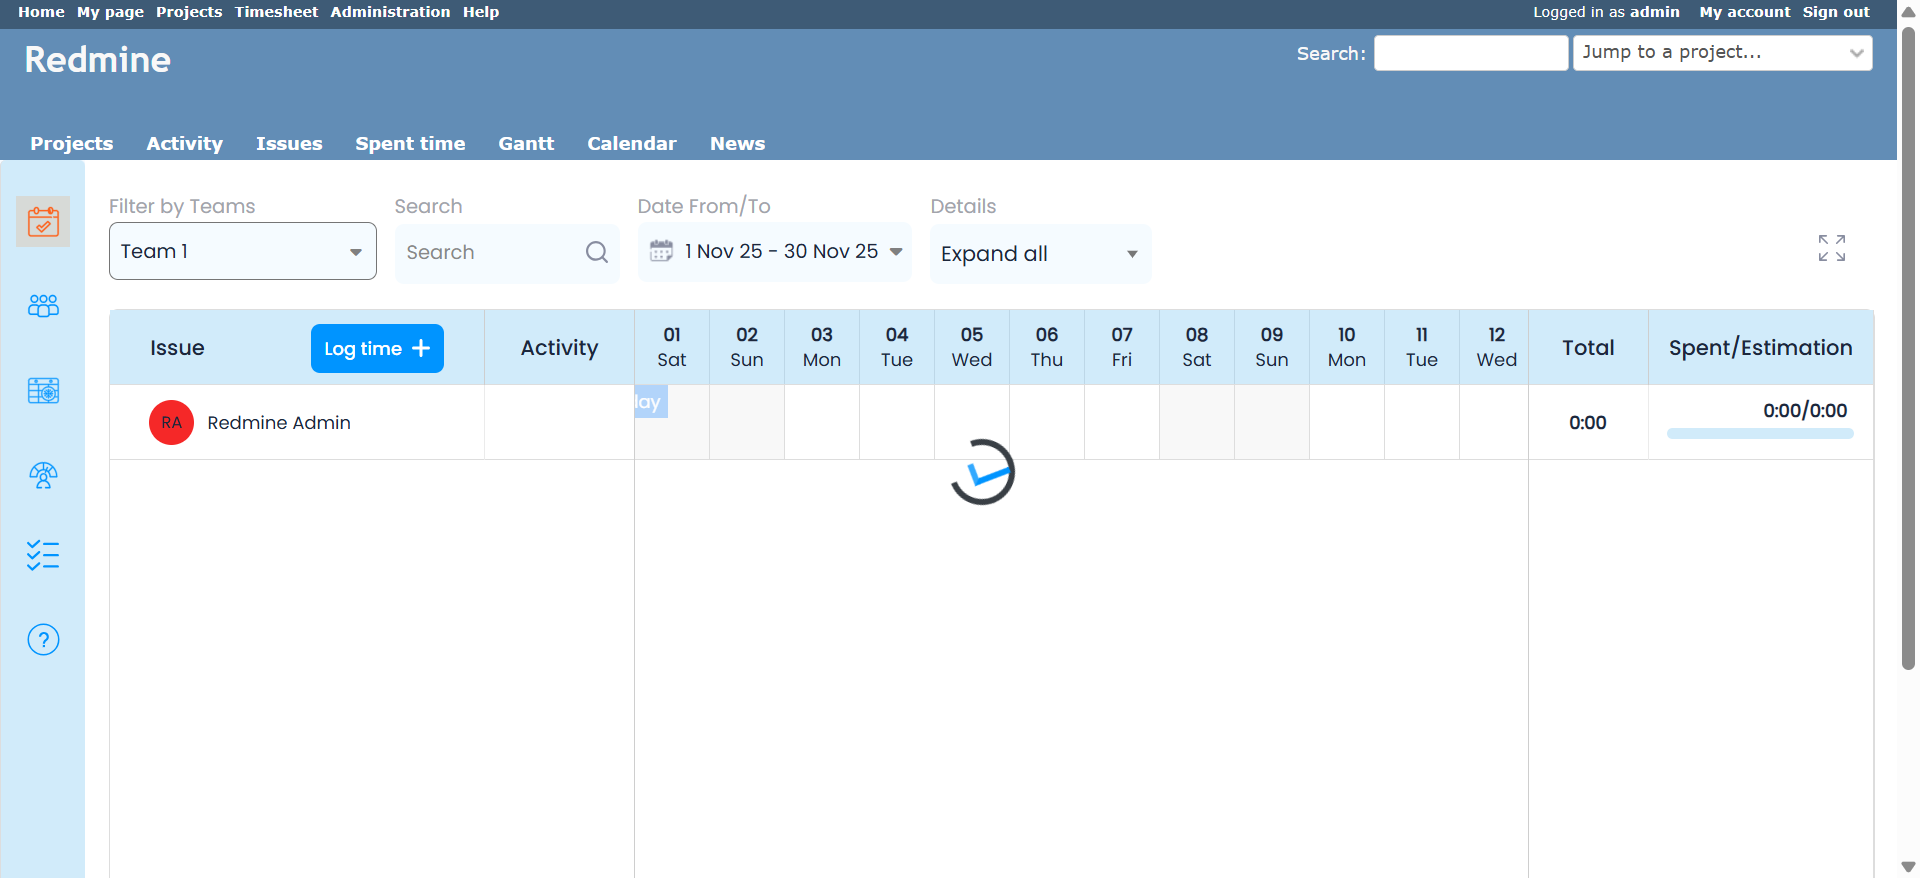 Home My page Projects Timesheet Administration Help
Logged in as admin My account Sign out
Redmine
Search:
Jump to a project...
Projects Activity Issues Spent time Gantt Calendar News
Filter by Teams Search Date From/To Details
Team 1 Search 1 Nov 25 - 30 Nov 25 Expand all
Issue Log time + Activity 01 Sat 02 Sun 03 Mon 04 Tue 05 Wed 06 Thu 07 Fri 08 Sat 09 Sun 10 Mon 11 Tue 12 Wed Total Spent/Estimation
RA Redmine Admin 0:00 0:00/0:00
?